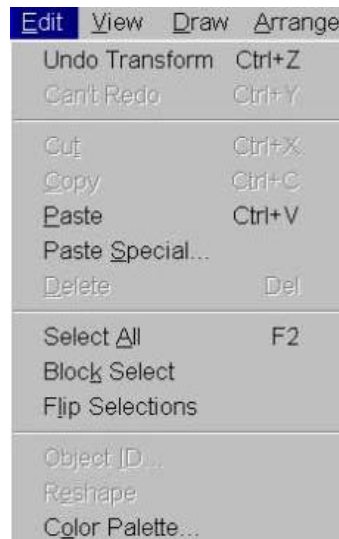 Edit View Draw Arrange
Undo Transform Ctrl+Z
Can't Redo Ctrl+Y
Cut Ctrl+X
Copy Ctrl+C
Paste Ctrl+V
Paste Special...
Delete Del
Select All F2
Block Select
Flip Selections
Object ID...
Reshape
Color Palette...